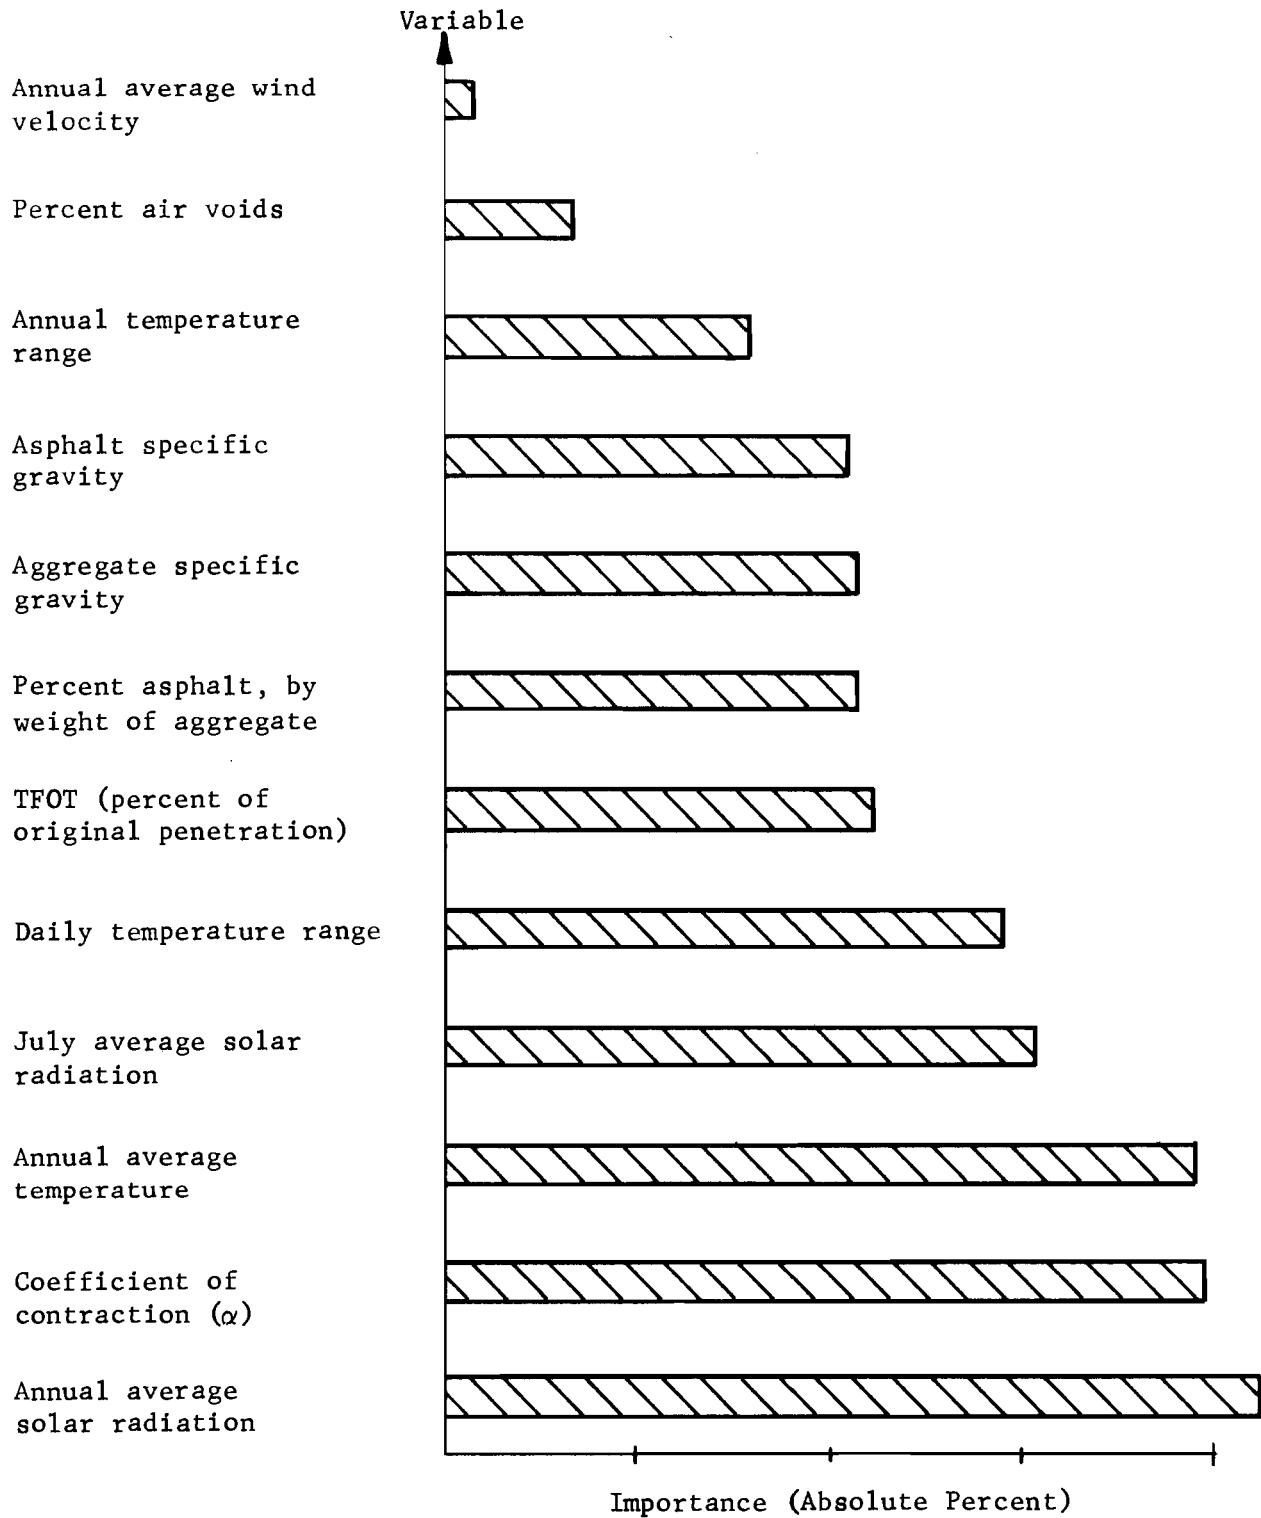 Variable
Annual average wind
velocity
Percent air voids
Annual temperature
range
Asphalt specific
gravity
Aggregate specific
gravity
Percent asphalt, by
weight of aggregate
TFOT (percent of
original penetration)
Daily temperature range
July average solar
radiation
Annual average
temperature
Coefficient of
contraction (α)
Annual average
solar radiation
Importance (Absolute Percent)